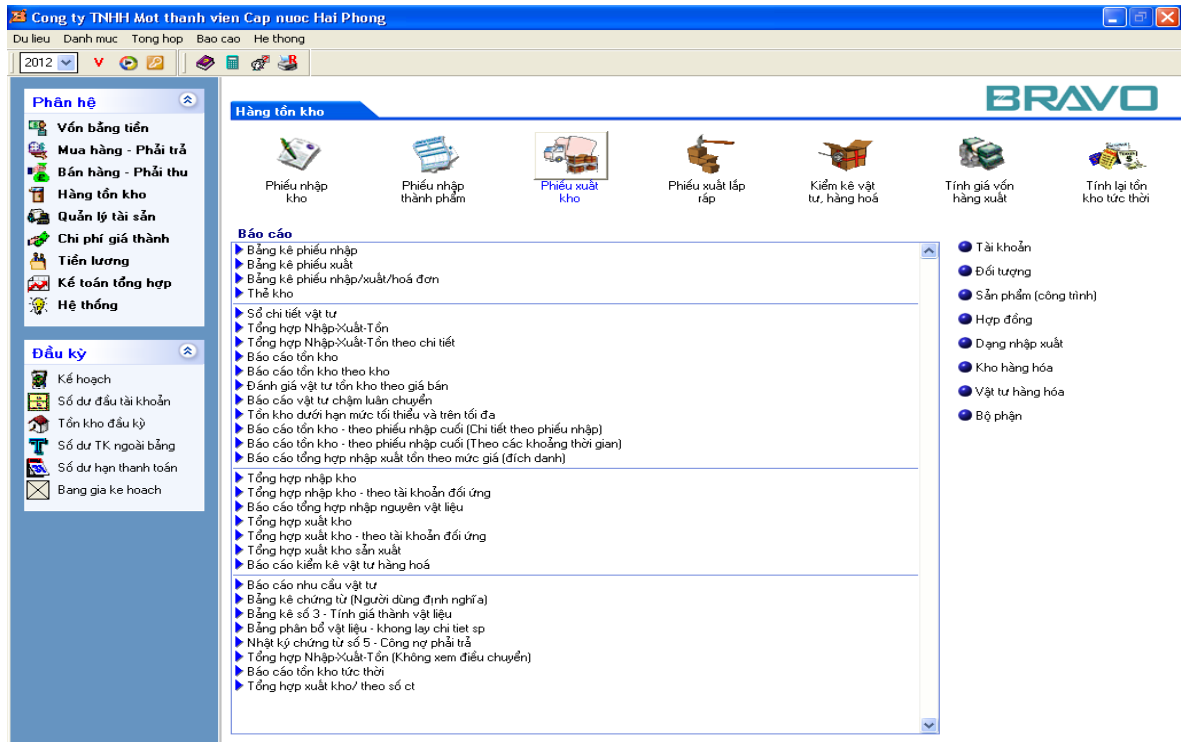 Cong ty TNHH Mot thanh vien Cap nuoc Hai Phong
Du lieu Danh muc Tong hop Bao cao He thong
2012
BRAVO
Phân hệ
Vốn bằng tiền
Mua hàng - Phải trả
Bán hàng - Phải thu
Hàng tồn kho
Quản lý tài sản
Chi phí giá thành
Tiền lương
Kế toán tổng hợp
Hệ thống
Đầu kỳ
Kế hoạch
Số dư đầu tài khoản
Tồn kho đầu kỳ
Số dư TK ngoài bảng
Số dư hạn thanh toán
Bang gia ke hoach
Hàng tồn kho
Phiếu nhập
kho
Phiếu nhập
thành phẩm
Phiếu xuất
kho
Phiếu xuất lắp
ráp
Kiểm kê vật
tư, hàng hoá
Tính giá vốn
hàng xuất
Tính lại tồn
kho tức thời
Báo cáo
Bảng kê phiếu nhập
Bảng kê phiếu xuất
Bảng kê phiếu nhập/xuất/hoá đơn
Thẻ kho
Sổ chi tiết vật tư
Tổng hợp Nhập-Xuất-Tồn
Tổng hợp Nhập-Xuất-Tồn theo chi tiết
Báo cáo tồn kho
Báo cáo tồn kho theo kho
Đánh giá vật tư tồn kho theo giá bán
Báo cáo vật tư chậm luân chuyển
Tồn kho dưới hạn mức tối thiểu và trên tối đa
Báo cáo tồn kho - theo phiếu nhập cuối (Chi tiết theo phiếu nhập)
Báo cáo tồn kho - theo phiếu nhập cuối (Theo các khoảng thời gian)
Báo cáo tổng hợp nhập xuất tồn theo mức giá (đích danh)
Tổng hợp nhập kho
Tổng hợp nhập kho - theo tài khoản đối ứng
Báo cáo tổng hợp nhập nguyên vật liệu
Tổng hợp xuất kho
Tổng hợp xuất kho - theo tài khoản đối ứng
Tổng hợp xuất kho sản xuất
Báo cáo kiểm kê vật tư hàng hoá
Báo cáo nhu cầu vật tư
Bảng kê chứng từ (Người dùng định nghĩa)
Bảng kê số 3 - Tính giá thành vật liệu
Bảng phân bổ vật liệu - khong lay chi tiet sp
Nhật ký chứng từ số 5 - Công nợ phải trả
Tổng hợp Nhập-Xuất-Tồn (Không xem điều chuyển)
Báo cáo tồn kho tức thời
Tổng hợp xuất kho/ theo số ct
Tài khoản
Đối tượng
Sản phẩm (công trình)
Hợp đồng
Dạng nhập xuất
Kho hàng hóa
Vật tư hàng hóa
Bộ phận